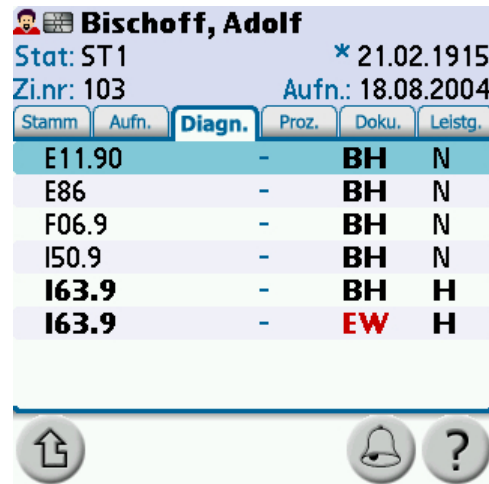 Bischoff, Adolf
Stat: ST1 * 21.02.1915
Zi.nr: 103 Aufn.: 18.08.2004
Stamm Aufn. Diagn. Proz. Doku. Leistg.
E11.90 - BH N
E86 - BH N
F06.9 - BH N
I50.9 - BH N
I63.9 - BH H
I63.9 - EW H
?